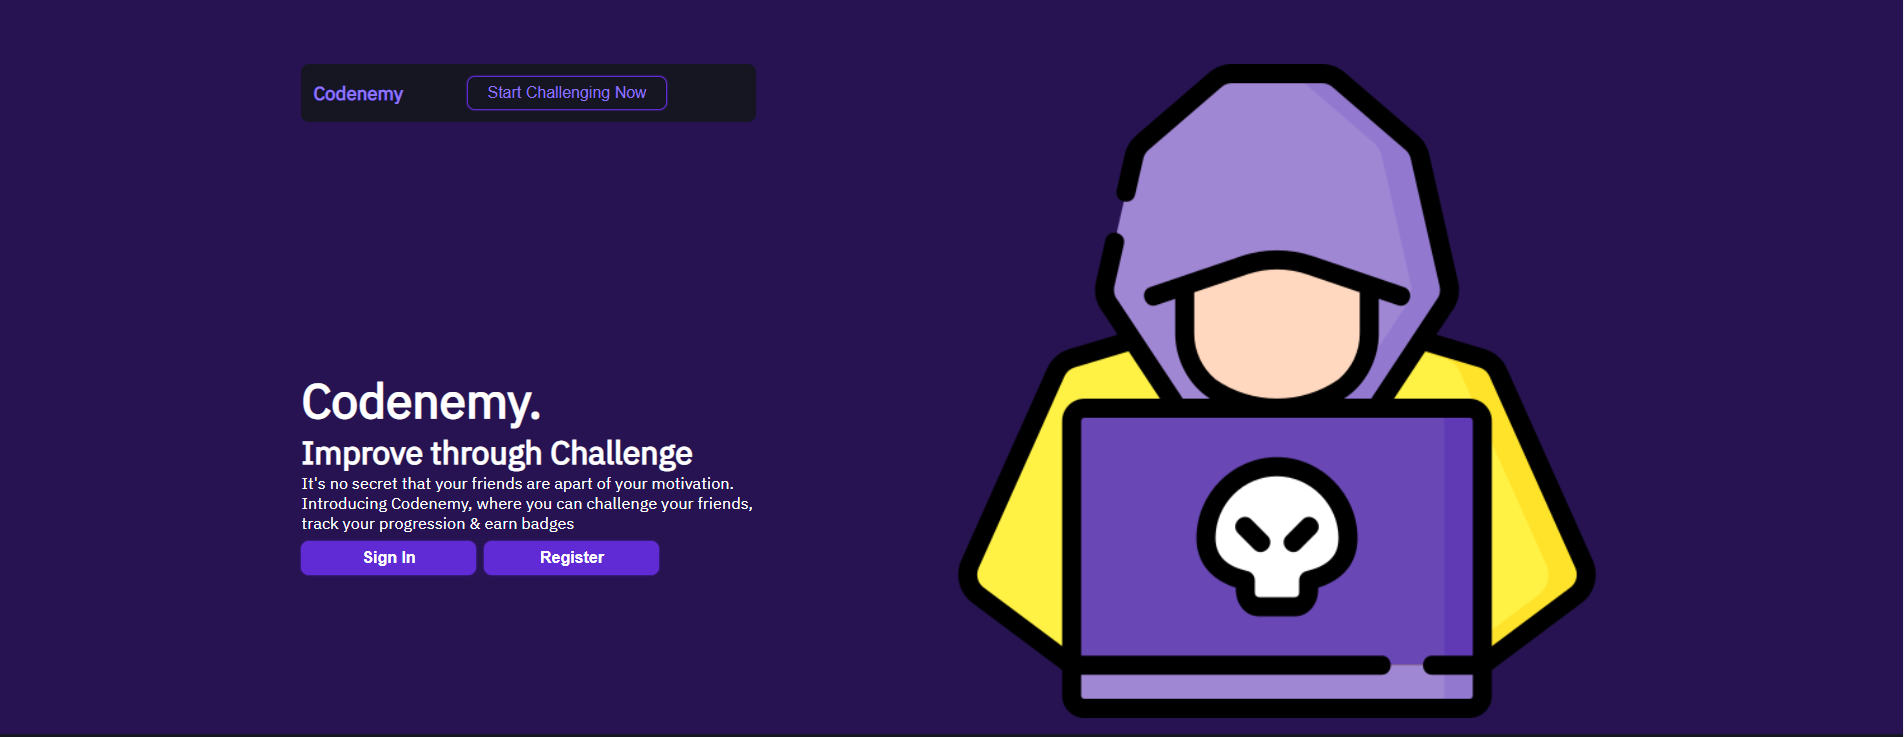 Codenemy
Start Challenging Now
Codenemy.
Improve through Challenge
It's no secret that your friends are apart of your motivation.
Introducing Codenemy, where you can challenge your friends,
track your progression & earn badges
Sign In
Register